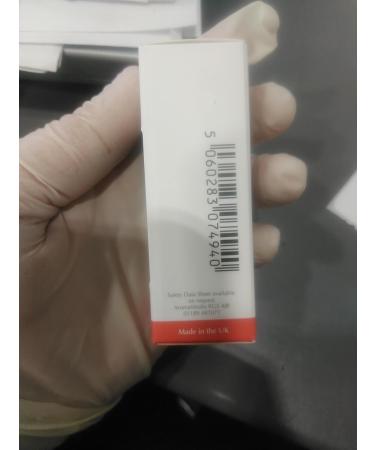 5 060283 074940
Safety Data Sheet available
on request.
Made in the UK